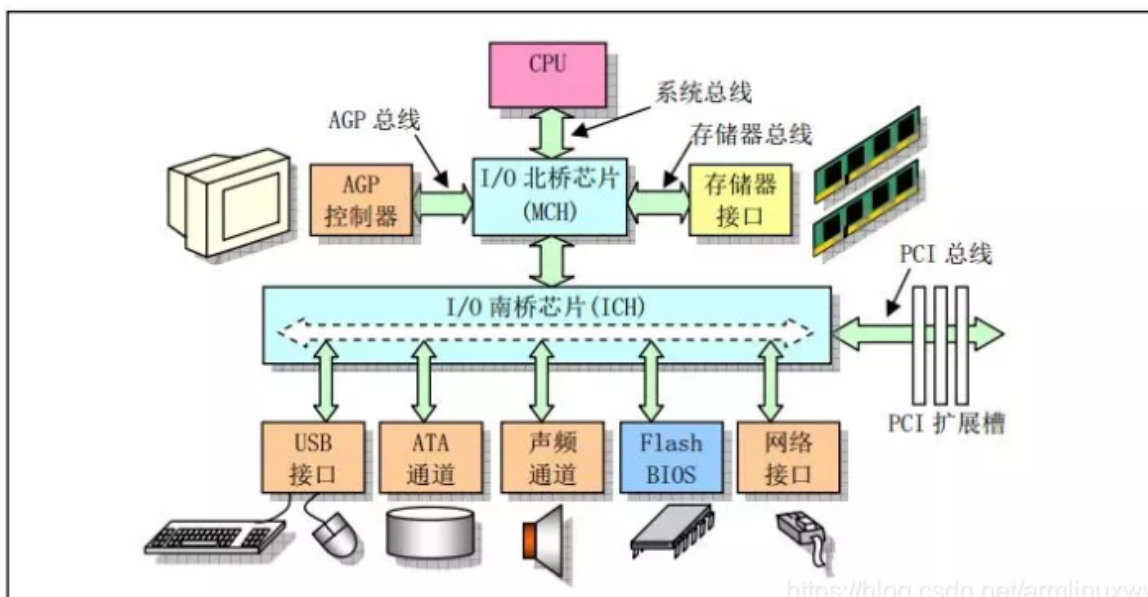 CPU
系统总线
AGP 总线
存储器总线
AGP
控制器
I/O 北桥芯片
(MCH)
存储器
接口
PCI 总线
I/O 南桥芯片(ICH)
PCI 扩展槽
USB
接口
ATA
通道
声频
通道
Flash
BIOS
网络
接口